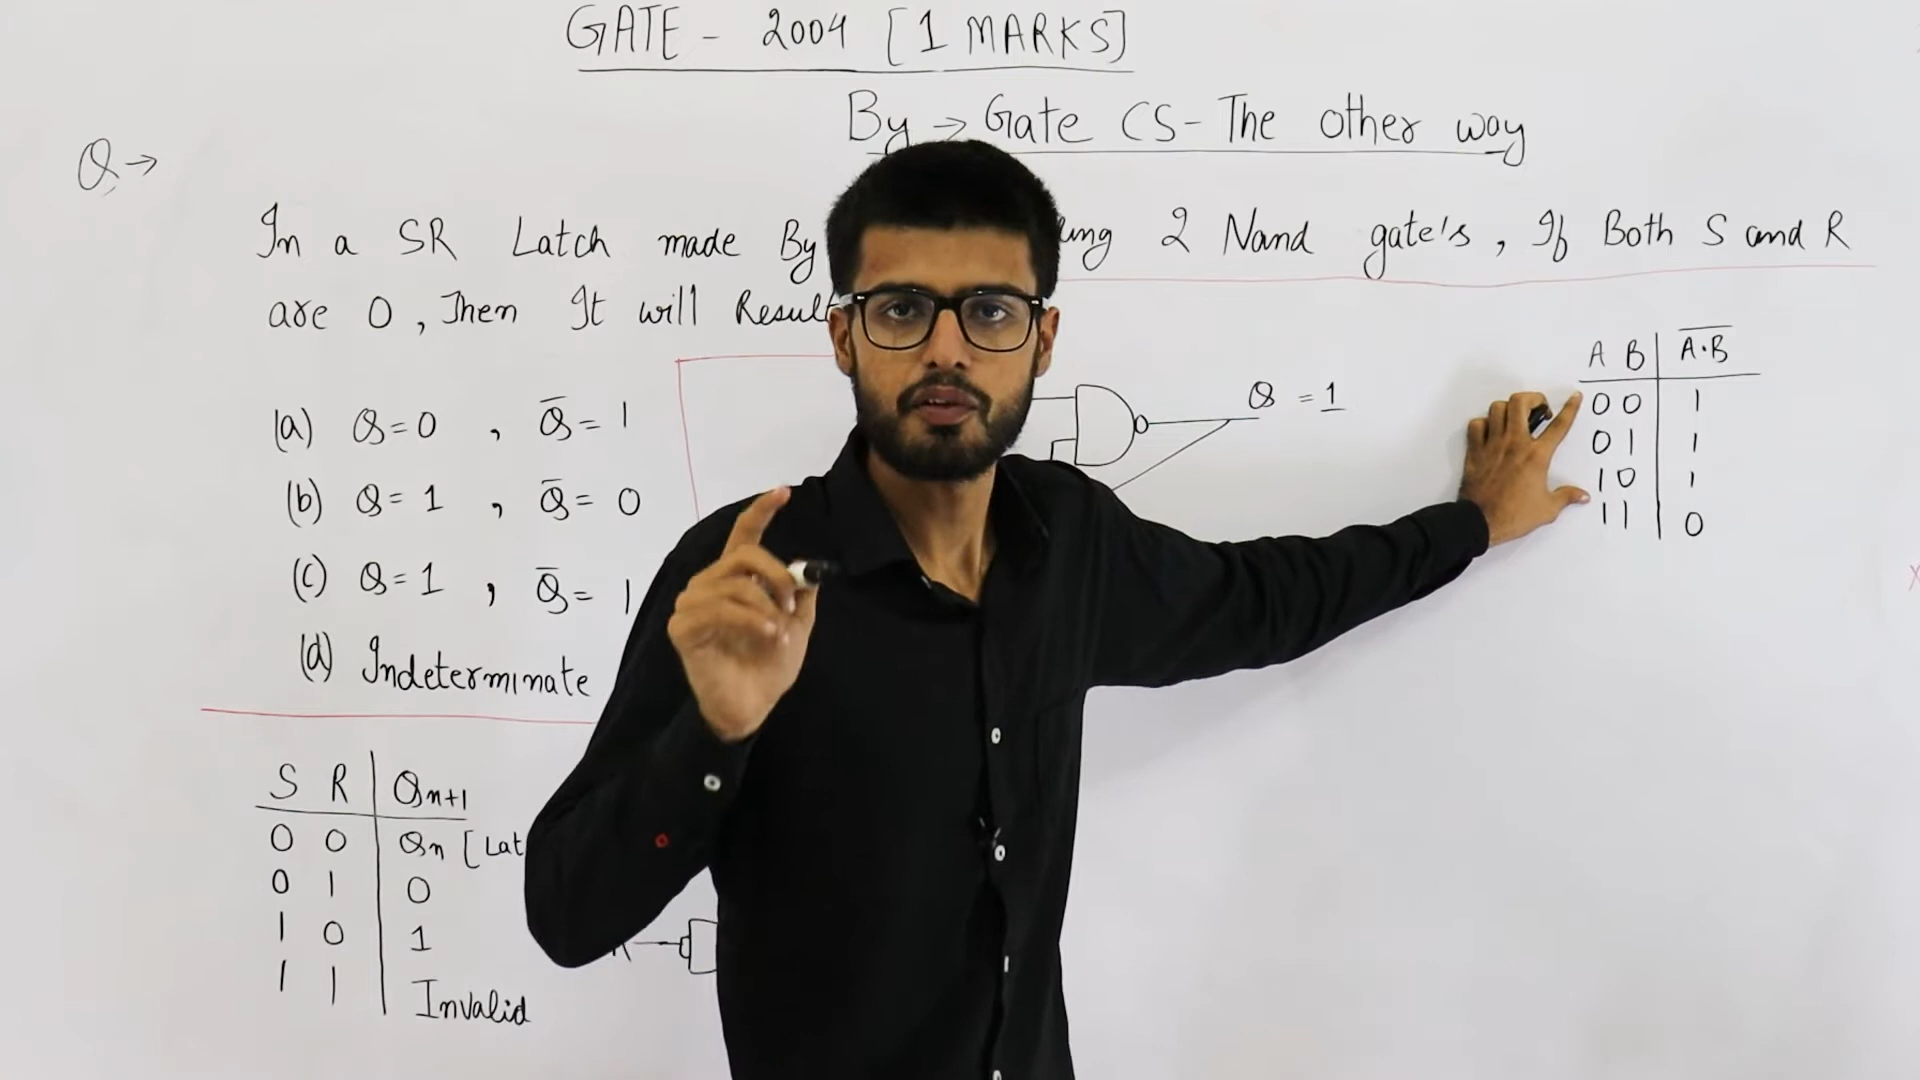 GATE - 2004 [1 MARKS]
By → Gate CS - The other way
Q →
In a SR Latch made By 2 Nand gate's, If Both S and R
are 0, Then It will Result
(a) Q = 0 , Q̅ = 1
(b) Q = 1 , Q̅ = 0
(c) Q = 1 , Q̅ = 1
(d) Indeterminate
Q = 1
A B | A̅·̅B̅
0 0 | 1
0 1 | 1
1 0 | 1
1 1 | 0
S R | Qn+1
0 0 | Qn [Lat
0 1 | 0
1 0 | 1
1 1 | Invalid